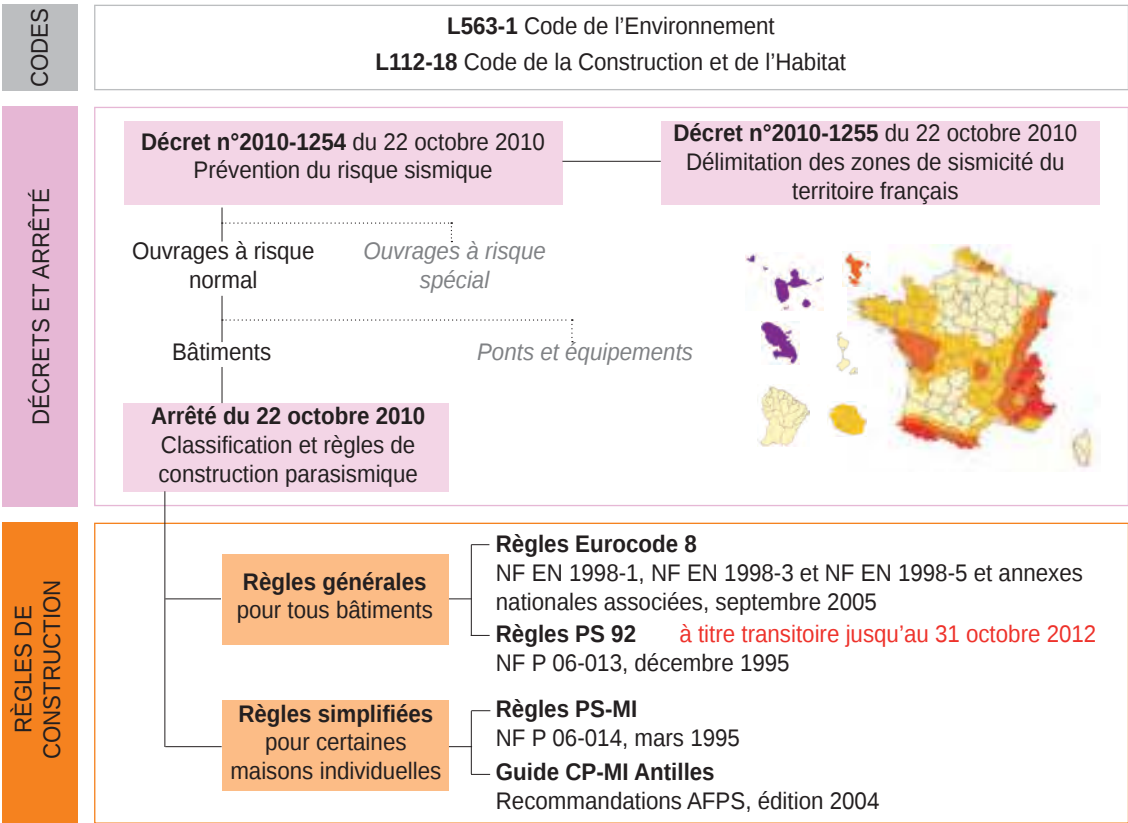 CODES
L563-1 Code de l'Environnement
L112-18 Code de la Construction et de l'Habitat
DÉCRETS ET ARRÊTÉ
Décret n°2010-1254 du 22 octobre 2010
Prévention du risque sismique
Décret n°2010-1255 du 22 octobre 2010
Délimitation des zones de sismicité du
territoire français
Ouvrages à risque
normal
Ouvrages à risque
spécial
Bâtiments
Ponts et équipements
Arrêté du 22 octobre 2010
Classification et règles de
construction parasismique
RÈGLES DE
CONSTRUCTION
Règles générales
pour tous bâtiments
Règles Eurocode 8
NF EN 1998-1, NF EN 1998-3 et NF EN 1998-5 et annexes
nationales associées, septembre 2005
Règles PS 92 à titre transitoire jusqu'au 31 octobre 2012
NF P 06-013, décembre 1995
Règles simplifiées
pour certaines
maisons individuelles
Règles PS-MI
NF P 06-014, mars 1995
Guide CP-MI Antilles
Recommandations AFPS, édition 2004